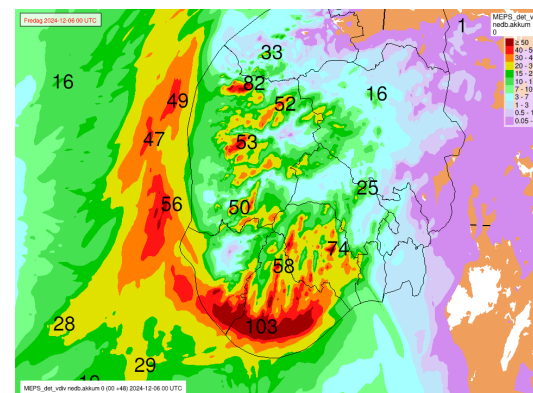 Fredag 2024-12-06 00 UTC
MEPS_det_vdiv
nedb.akkum
0
≥ 50
40 - 5
30 - 4
20 - 3
15 - 2
10 - 1
7 - 10
3 - 7
1 - 3
0.5 - 1
0.05 -
1
33
16
82
16
49
52
47
53
25
56
50
74
58
28
103
29
MEPS_det_vdiv nedb.akkum 0 (00 +48) 2024-12-06 00 UTC